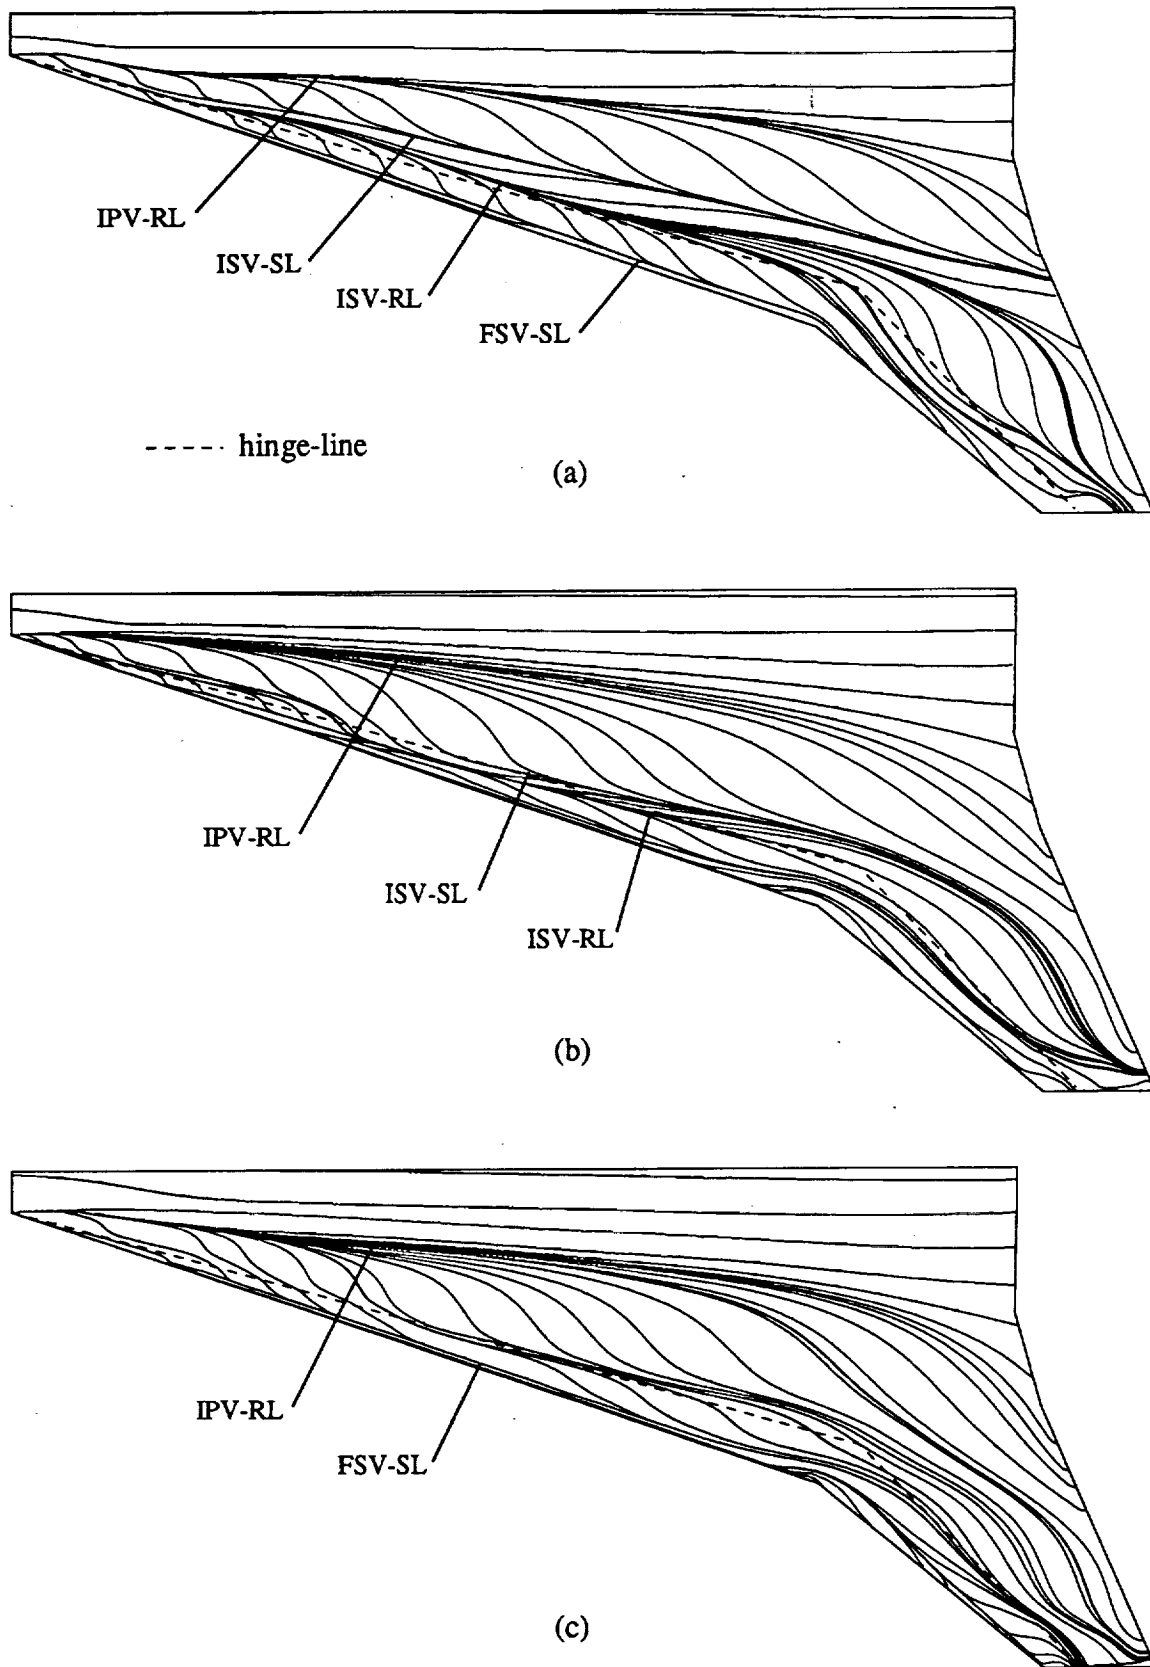 IPV-RL
ISV-SL
ISV-RL
FSV-SL
----- hinge-line
(a)
IPV-RL
ISV-SL
ISV-RL
(b)
IPV-RL
FSV-SL
(c)